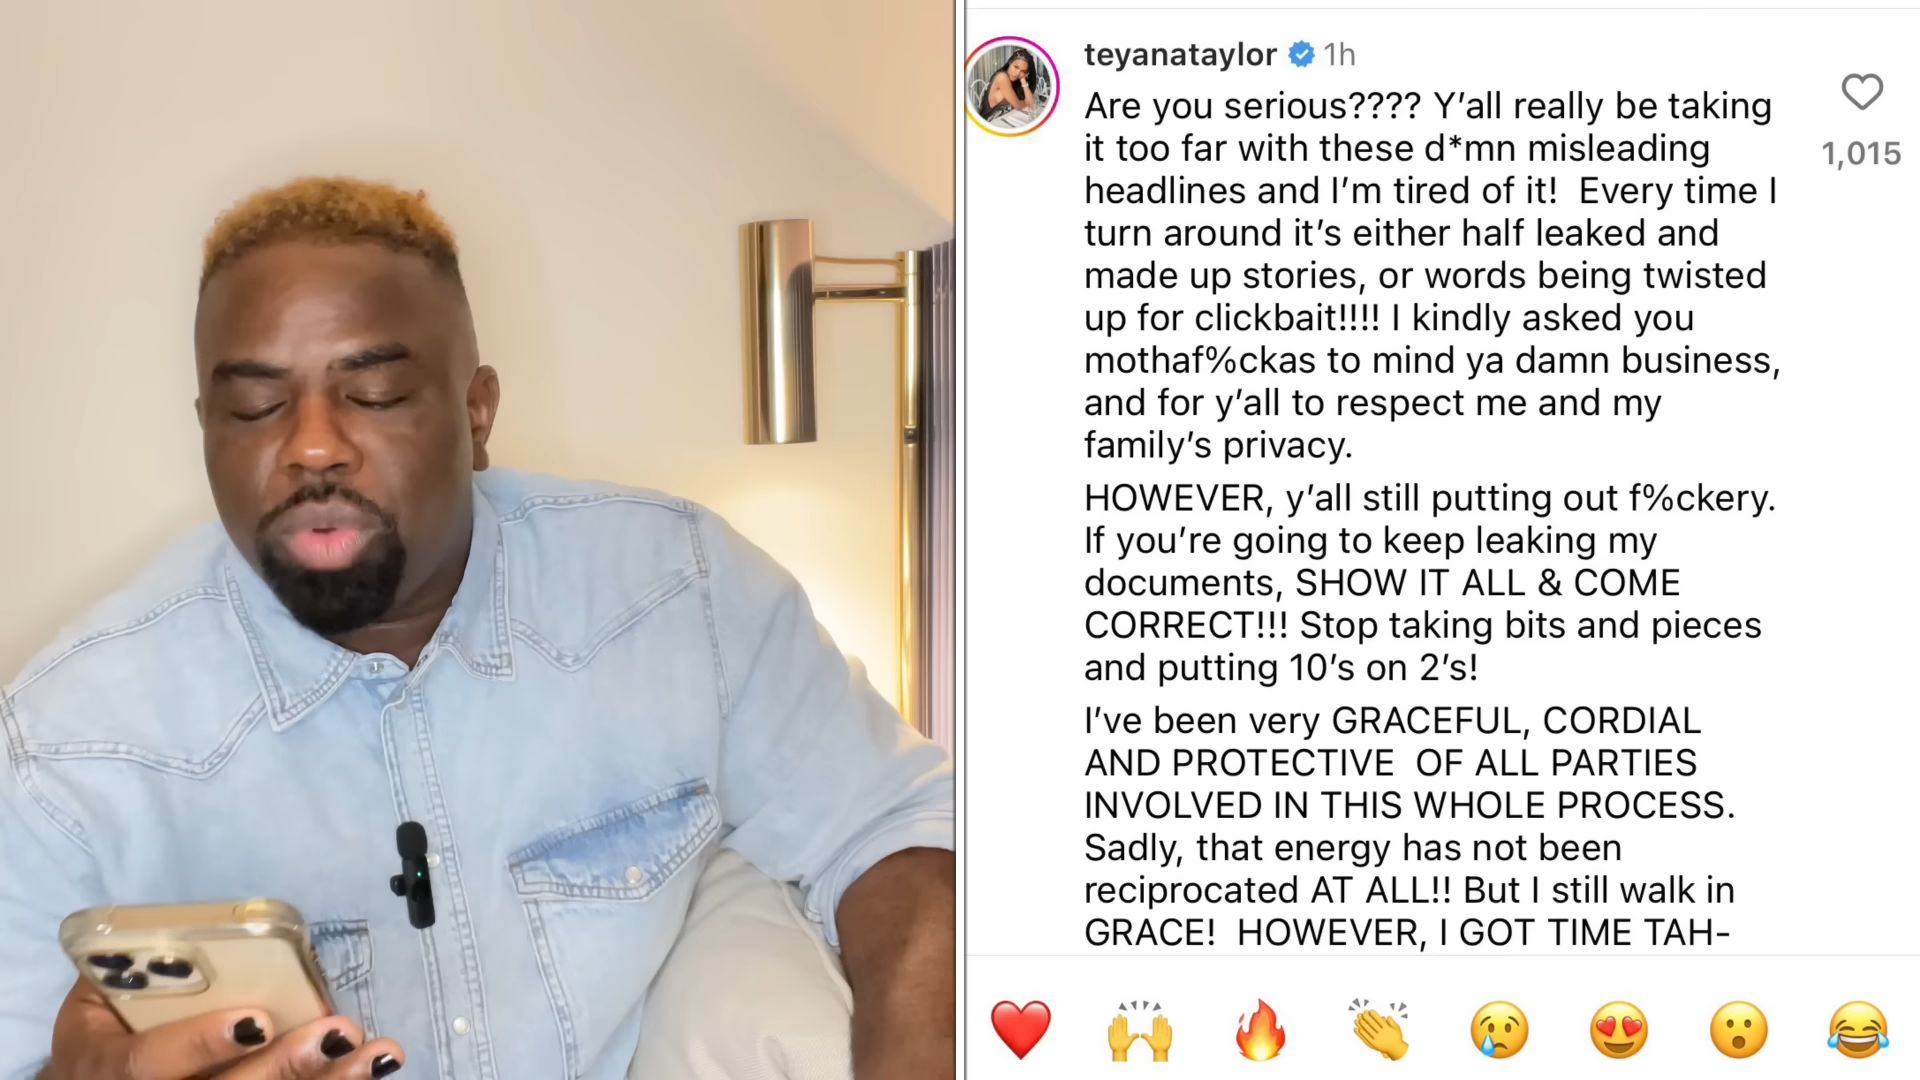 teyanataylor 1h
Are you serious???? Y’all really be taking
it too far with these d*mn misleading
headlines and I’m tired of it!  Every time I
turn around it’s either half leaked and
made up stories, or words being twisted
up for clickbait!!!! I kindly asked you
mothaf%ckas to mind ya damn business,
and for y’all to respect me and my
family’s privacy.
HOWEVER, y’all still putting out f%ckery.
If you’re going to keep leaking my
documents, SHOW IT ALL & COME
CORRECT!!! Stop taking bits and pieces
and putting 10’s on 2’s!
I’ve been very GRACEFUL, CORDIAL
AND PROTECTIVE  OF ALL PARTIES
INVOLVED IN THIS WHOLE PROCESS.
Sadly, that energy has not been
reciprocated AT ALL!! But I still walk in
GRACE!  HOWEVER, I GOT TIME TAH-
1,015